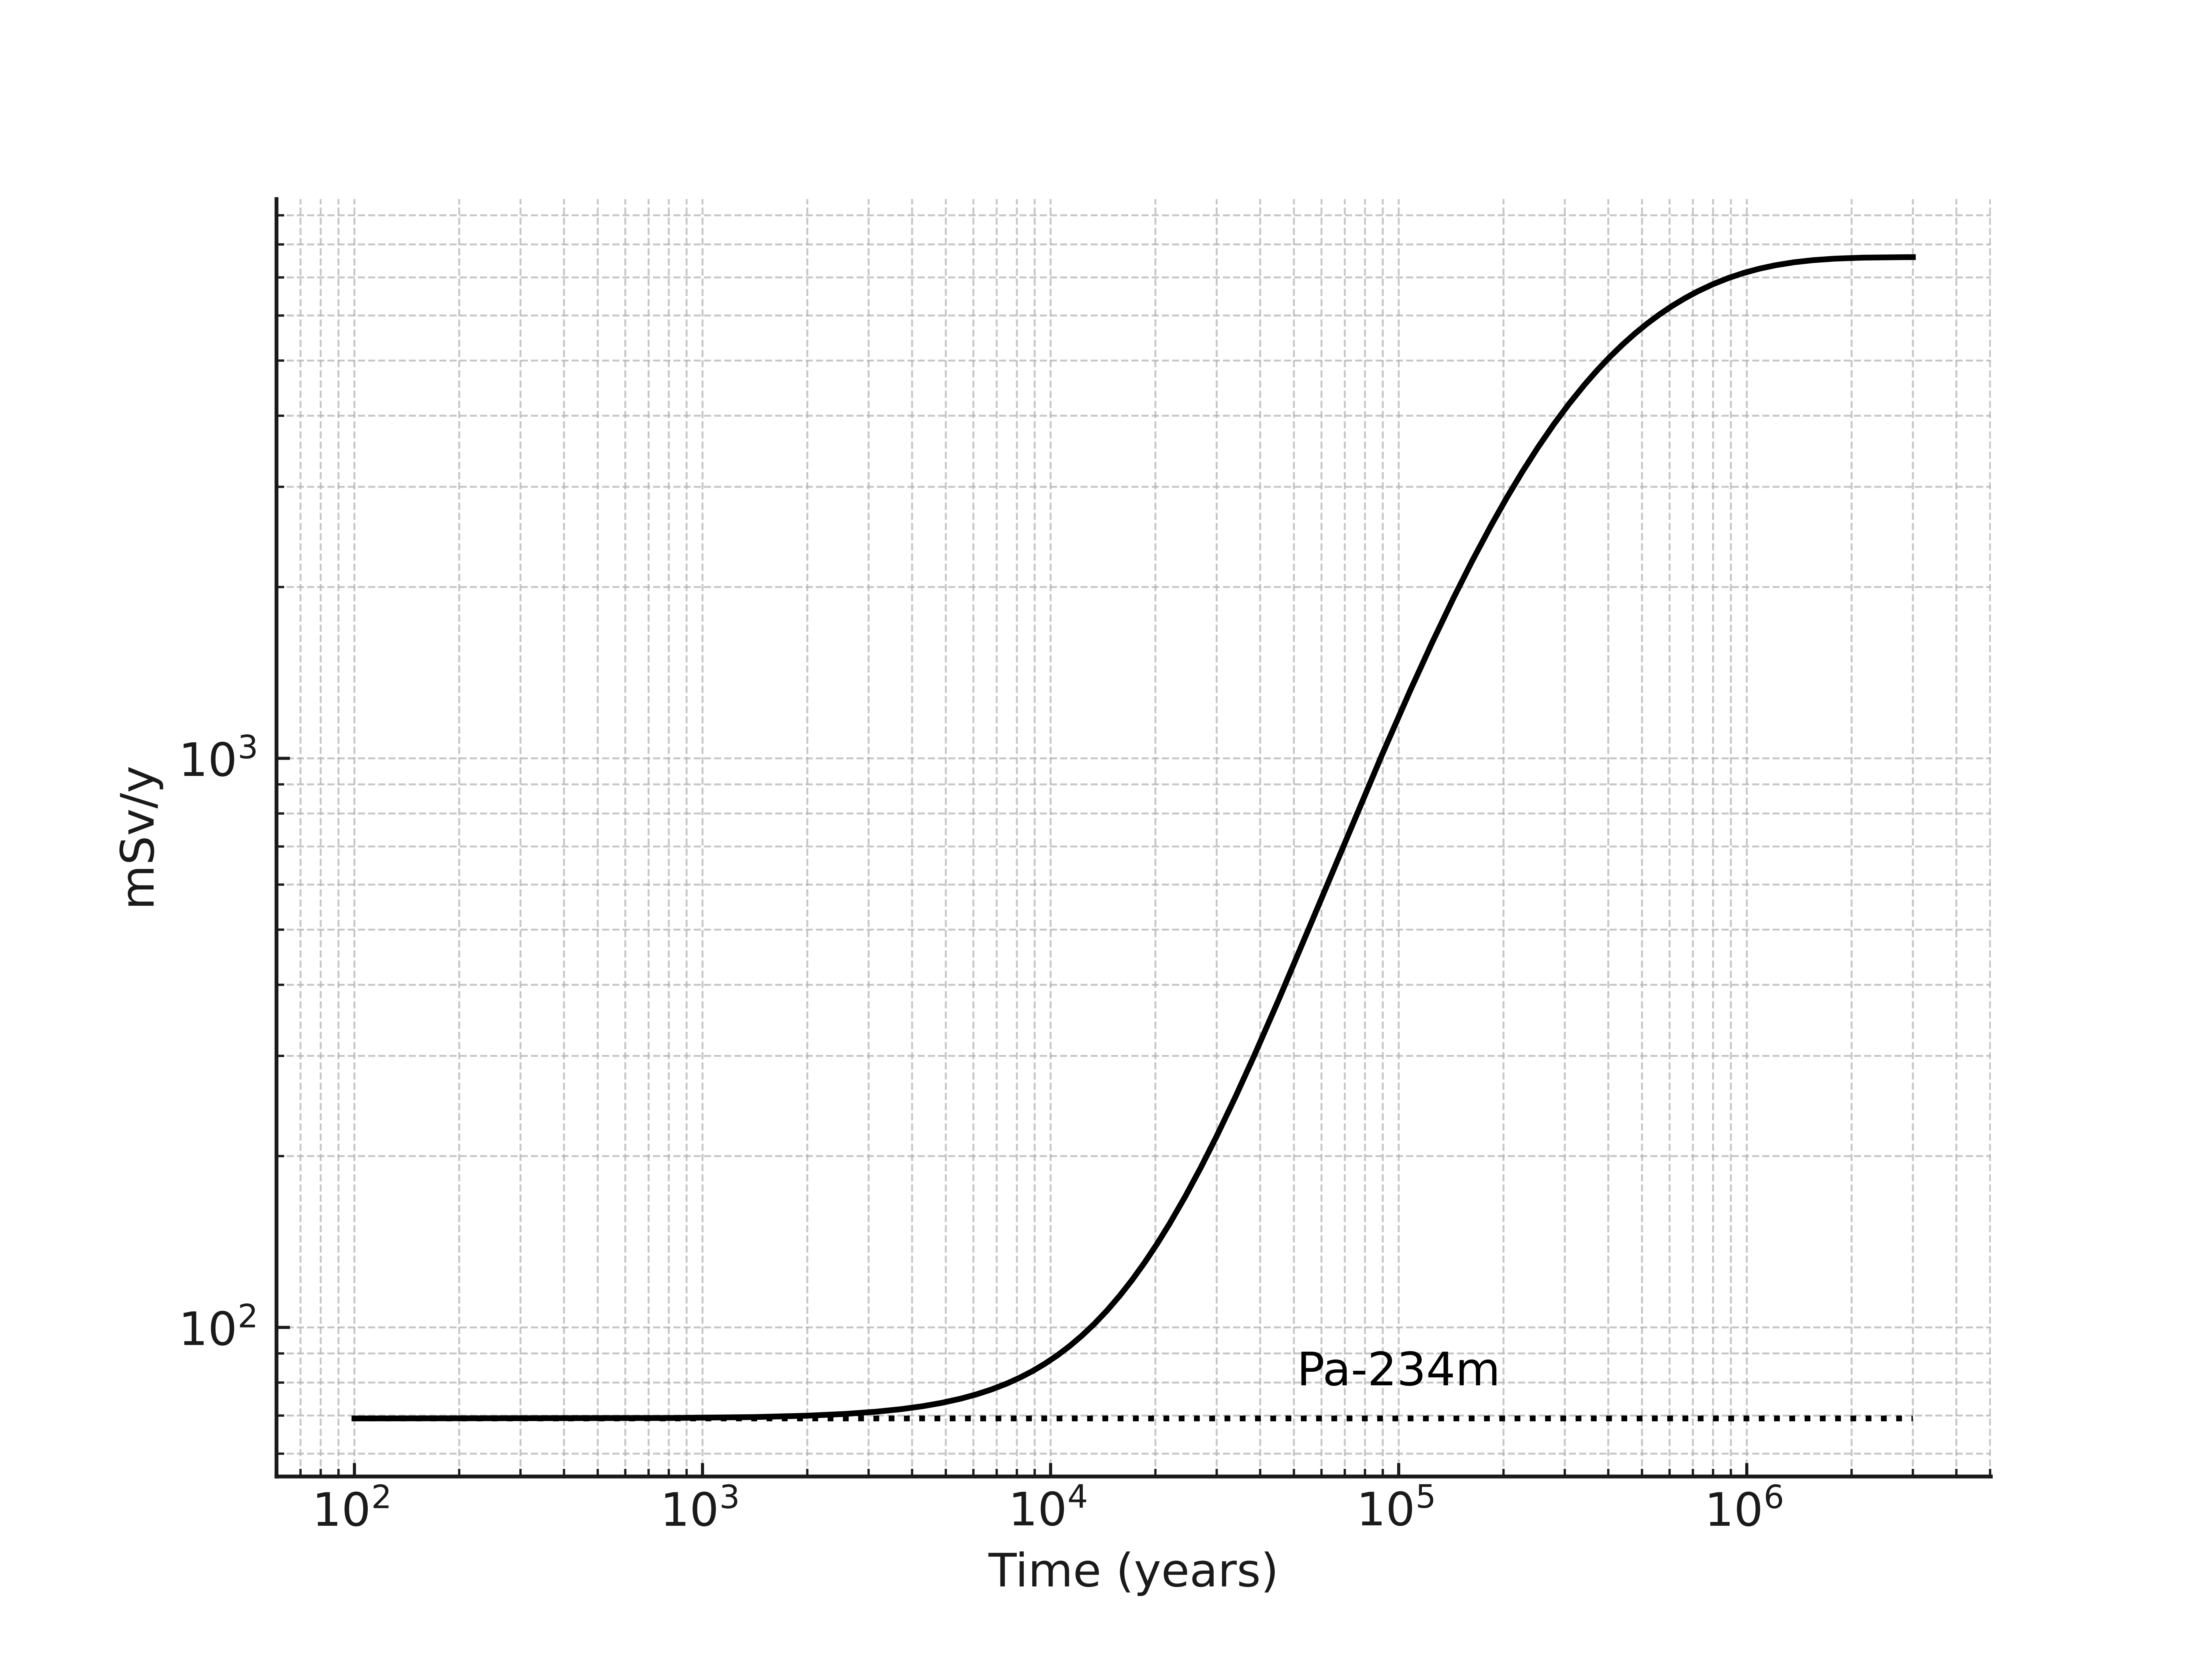 mSv/y
10³
10²
Pa-234m
10² 10³ 10⁴ 10⁵ 10⁶
Time (years)